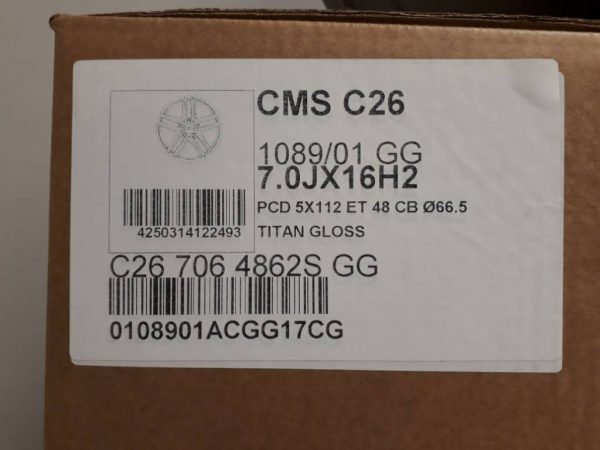 CMS C26
1089/01 GG
7.0JX16H2
PCD 5X112 ET 48 CB Ø66.5
4250314122493
TITAN GLOSS
C26 706 4862S GG
0108901ACGG17CG